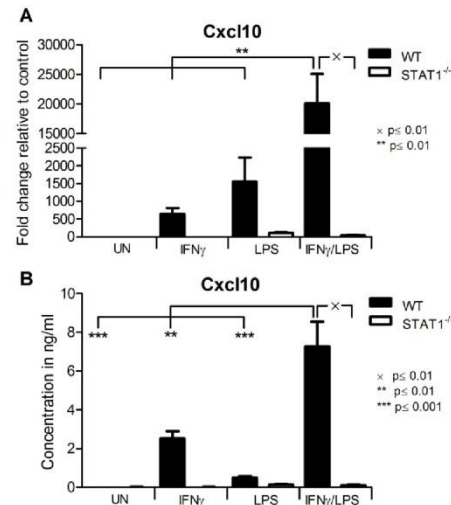 A
Cxcl10
Fold change relative to control
30000
25000
20000
15000
2500
2000
1500
1000
500
0
**
×
WT
STAT1-/-
× p≤ 0.01
** p≤ 0.01
UN IFNγ LPS IFNγ/LPS
B
Cxcl10
Concentration in ng/ml
10
8
6
4
2
0
*** ** ***
×
WT
STAT1-/-
× p≤ 0.01
** p≤ 0.01
*** p≤ 0.001
UN IFNγ LPS IFNγ/LPS